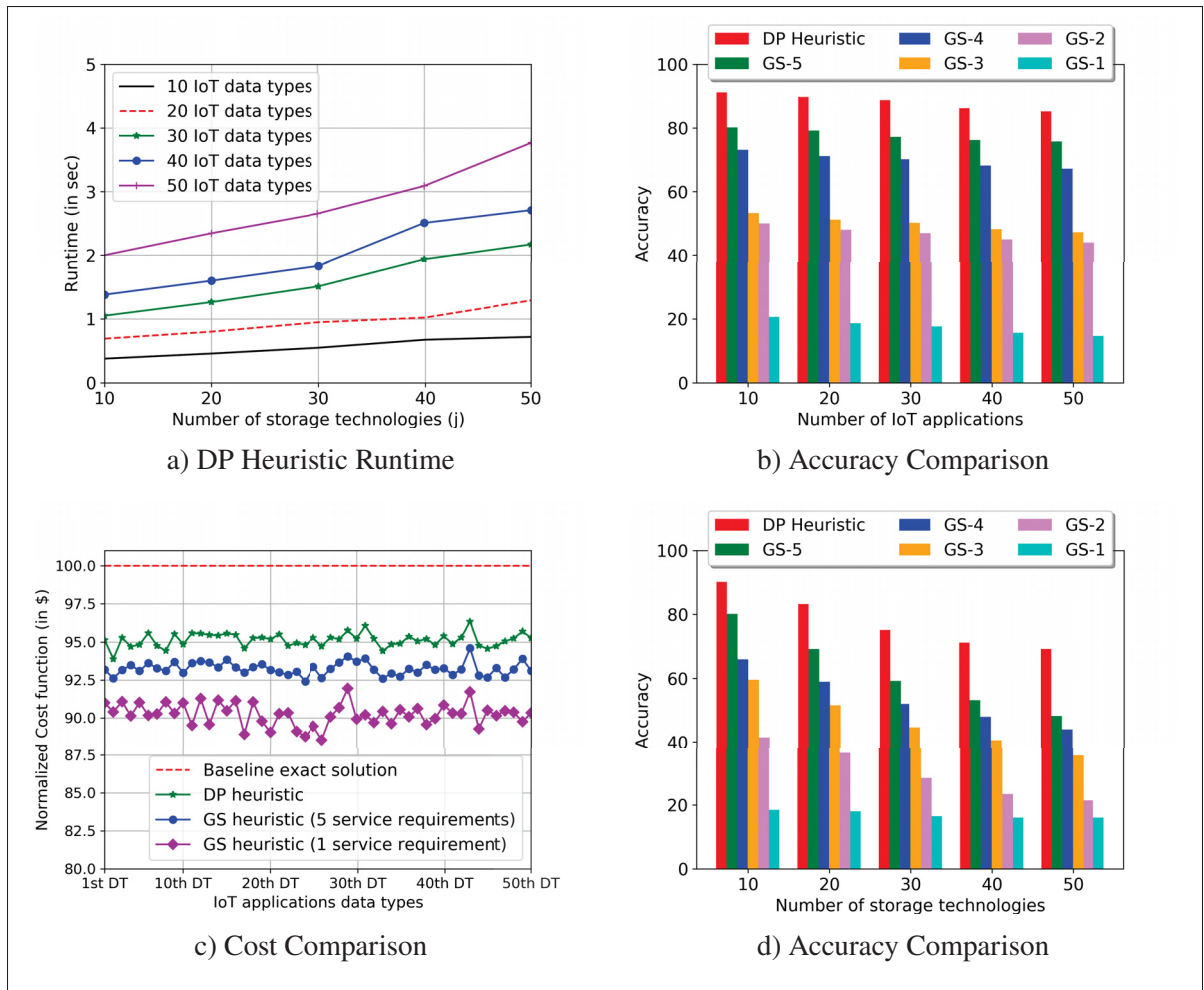 5
4
3
2
1
0
Runtime (in sec)
10 IoT data types
20 IoT data types
30 IoT data types
40 IoT data types
50 IoT data types
10 20 30 40 50
Number of storage technologies (j)
a) DP Heuristic Runtime
DP Heuristic GS-4 GS-2
GS-5 GS-3 GS-1
100
80
60
40
20
0
Accuracy
10 20 30 40 50
Number of IoT applications
b) Accuracy Comparison
100.0
97.5
95.0
92.5
90.0
87.5
85.0
82.5
80.0
Normalized Cost function (in $)
Baseline exact solution
DP heuristic
GS heuristic (5 service requirements)
GS heuristic (1 service requirement)
1st DT 10th DT 20th DT 30th DT 40th DT 50th DT
IoT applications data types
c) Cost Comparison
DP Heuristic GS-4 GS-2
GS-5 GS-3 GS-1
100
80
60
40
20
0
Accuracy
10 20 30 40 50
Number of storage technologies
d) Accuracy Comparison